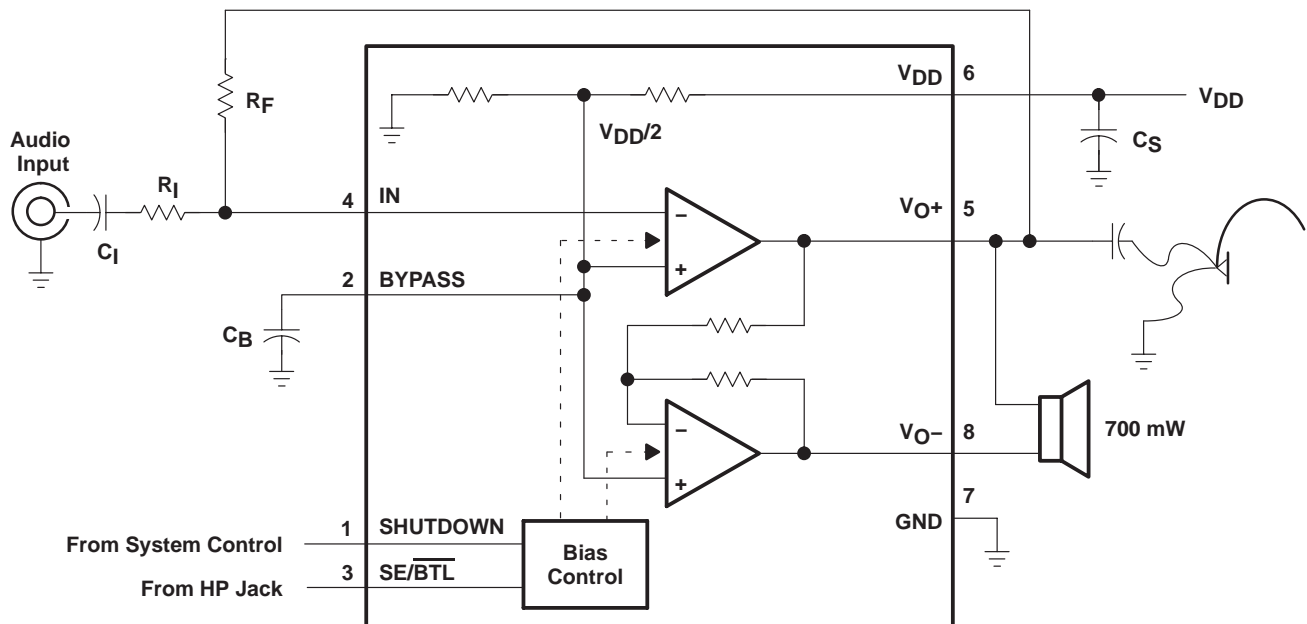 VDD
6
RF
VDD
VDD/2
Audio
Input
CS
RI
IN
4
−
VO+
5
CI
+
2
BYPASS
CB
−
VO−
8
700 mW
+
7
GND
1
SHUTDOWN
From System Control
Bias
Control
3
SE/BTL
From HP Jack